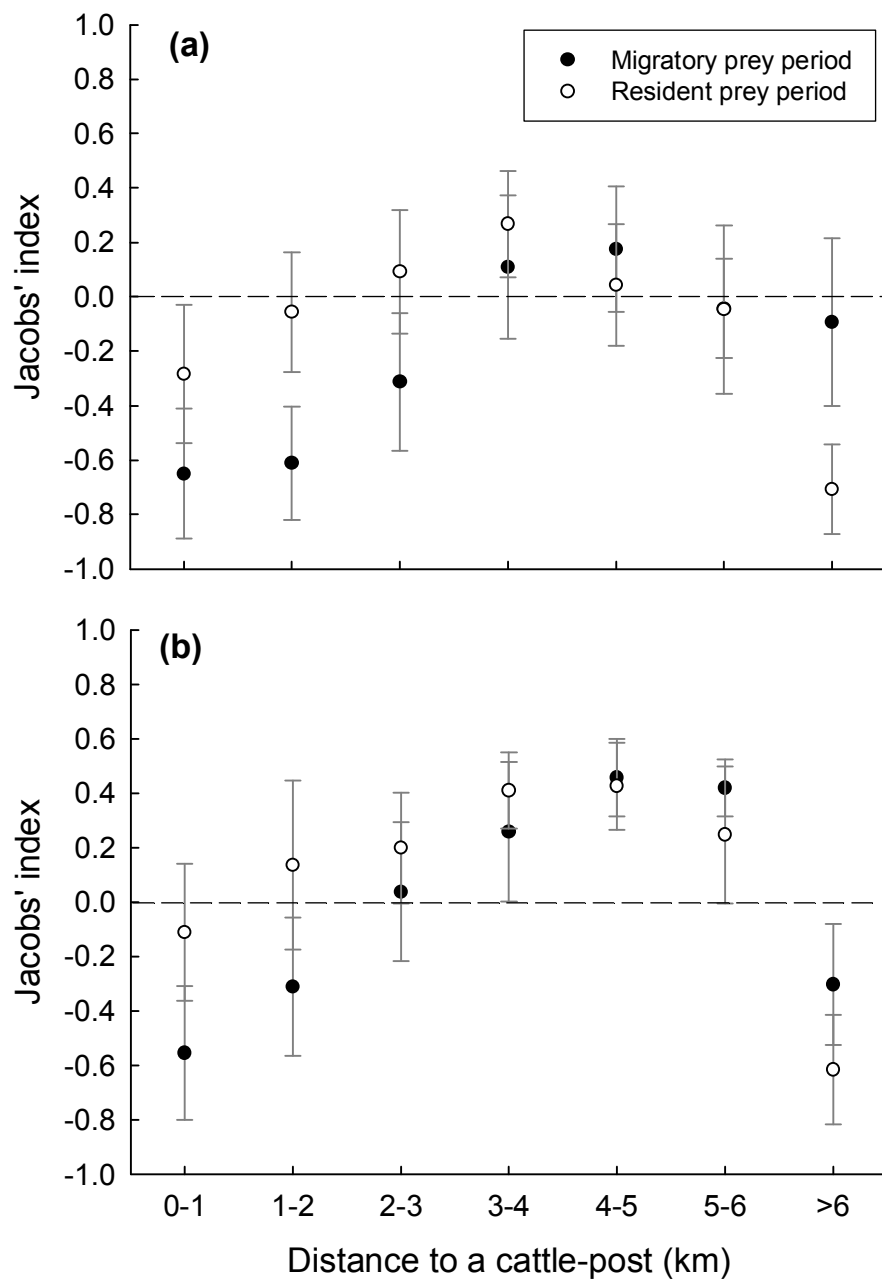 (a)
Migratory prey period
Resident prey period
Jacobs' index
1.0
0.8
0.6
0.4
0.2
0.0
-0.2
-0.4
-0.6
-0.8
-1.0
(b)
Jacobs' index
1.0
0.8
0.6
0.4
0.2
0.0
-0.2
-0.4
-0.6
-0.8
-1.0
0-1 1-2 2-3 3-4 4-5 5-6 >6
Distance to a cattle-post (km)